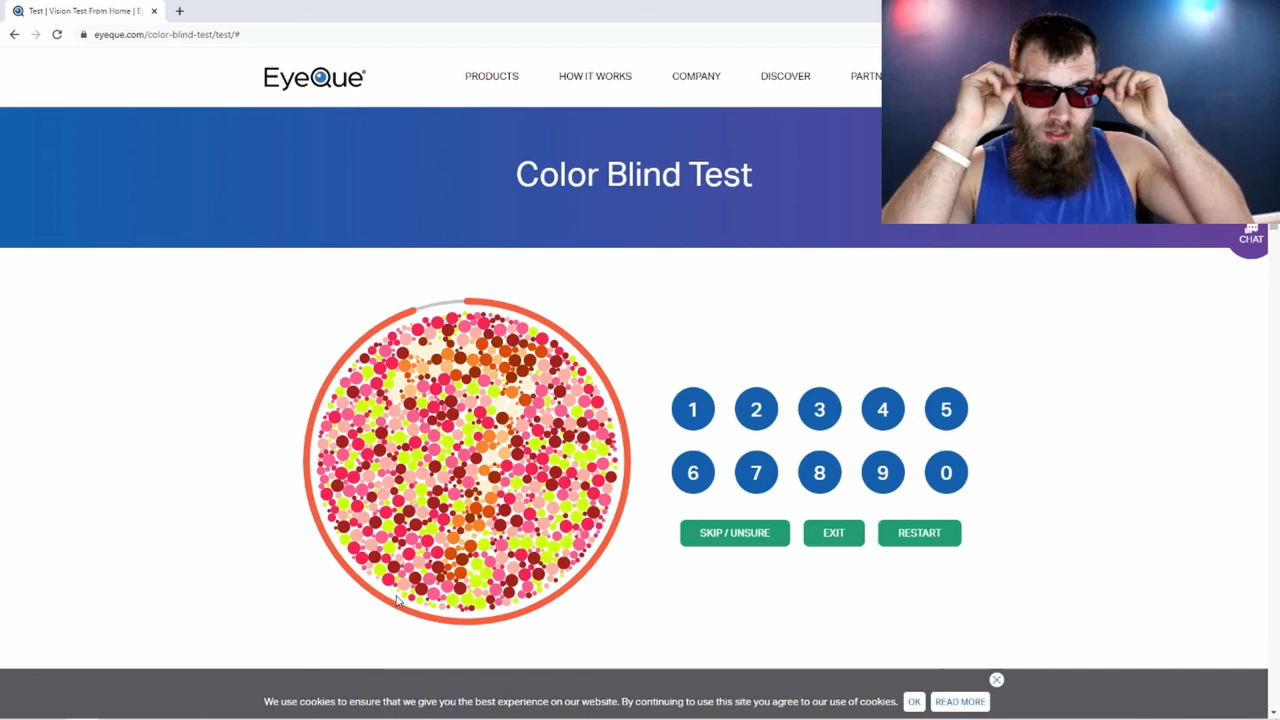 Test | Vision Test From Home | E
eyeque.com/color-blind-test/test/#
EyeQue
PRODUCTS
HOW IT WORKS
COMPANY
DISCOVER
PARTN
Color Blind Test
CHAT
7
1 2 3 4 5
6 7 8 9 0
SKIP / UNSURE
EXIT
RESTART
We use cookies to ensure that we give you the best experience on our website. By continuing to use this site you agree to our use of cookies.
OK
READ MORE